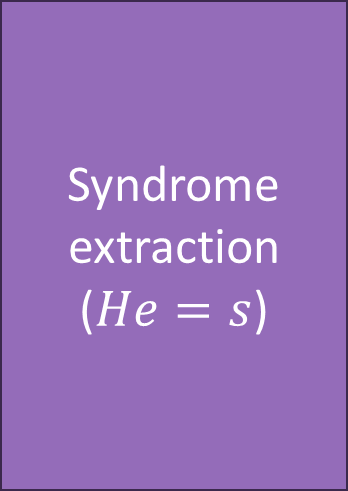 Syndrome
extraction
(He = s)